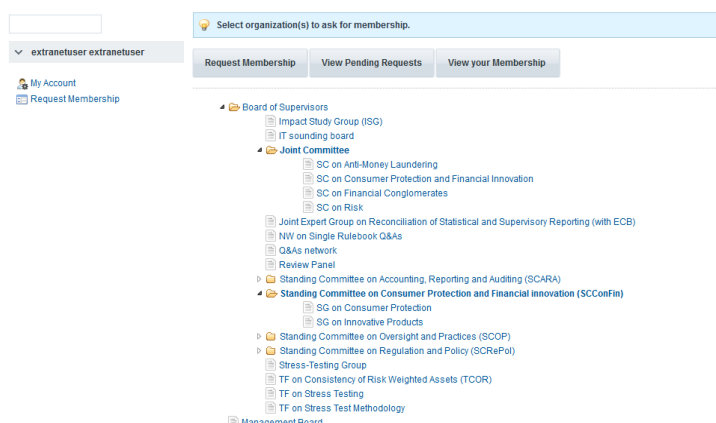 Select organization(s) to ask for membership.
extranetuser extranetuser
Request Membership
View Pending Requests
View your Membership
My Account
Request Membership
Board of Supervisors
Impact Study Group (ISG)
IT sounding board
Joint Committee
SC on Anti-Money Laundering
SC on Consumer Protection and Financial Innovation
SC on Financial Conglomerates
SC on Risk
Joint Expert Group on Reconciliation of Statistical and Supervisory Reporting (with ECB)
NW on Single Rulebook Q&As
Q&As network
Review Panel
Standing Committee on Accounting, Reporting and Auditing (SCARA)
Standing Committee on Consumer Protection and Financial innovation (SCConFin)
SG on Consumer Protection
SG on Innovative Products
Standing Committee on Oversight and Practices (SCOP)
Standing Committee on Regulation and Policy (SCRePol)
Stress-Testing Group
TF on Consistency of Risk Weighted Assets (TCOR)
TF on Stress Testing
TF on Stress Test Methodology
Management Board